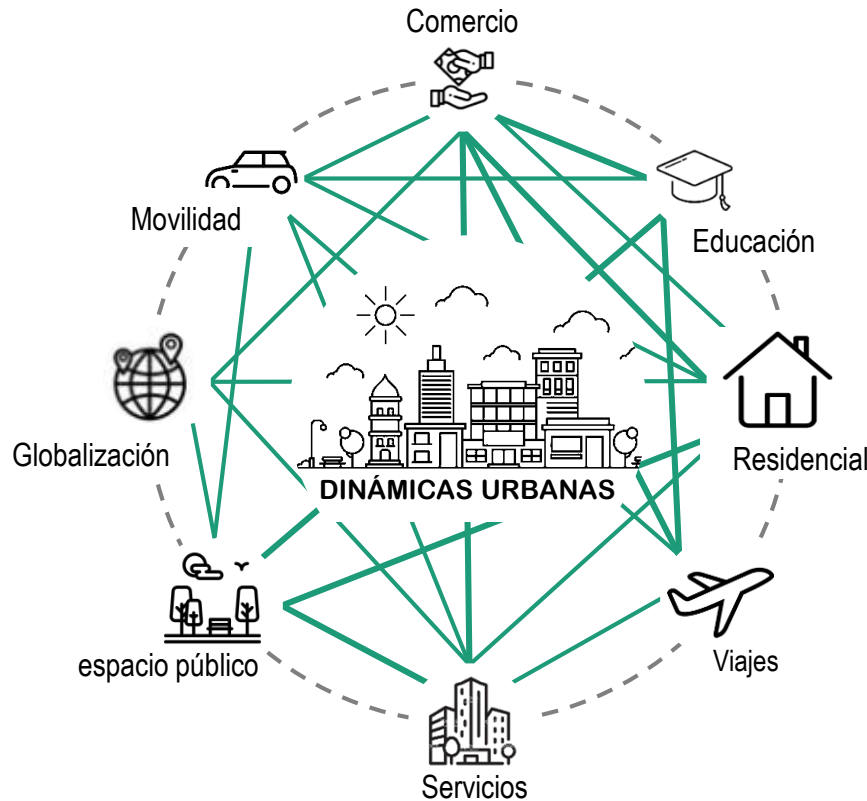 Comercio
Movilidad
Educación
Globalización
Residencial
DINÁMICAS URBANAS
espacio público
Viajes
Servicios